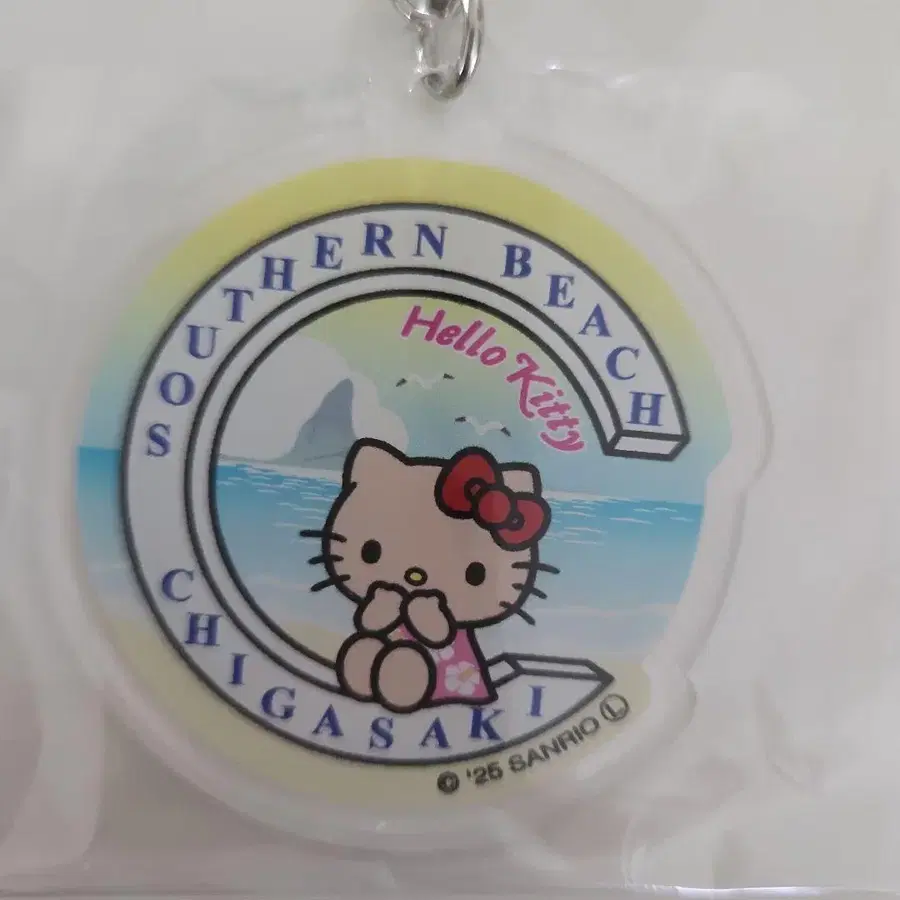 SOUTHERN BEACH
Hello Kitty
CHIGASAKI
© '25 SANRIO Ⓛ